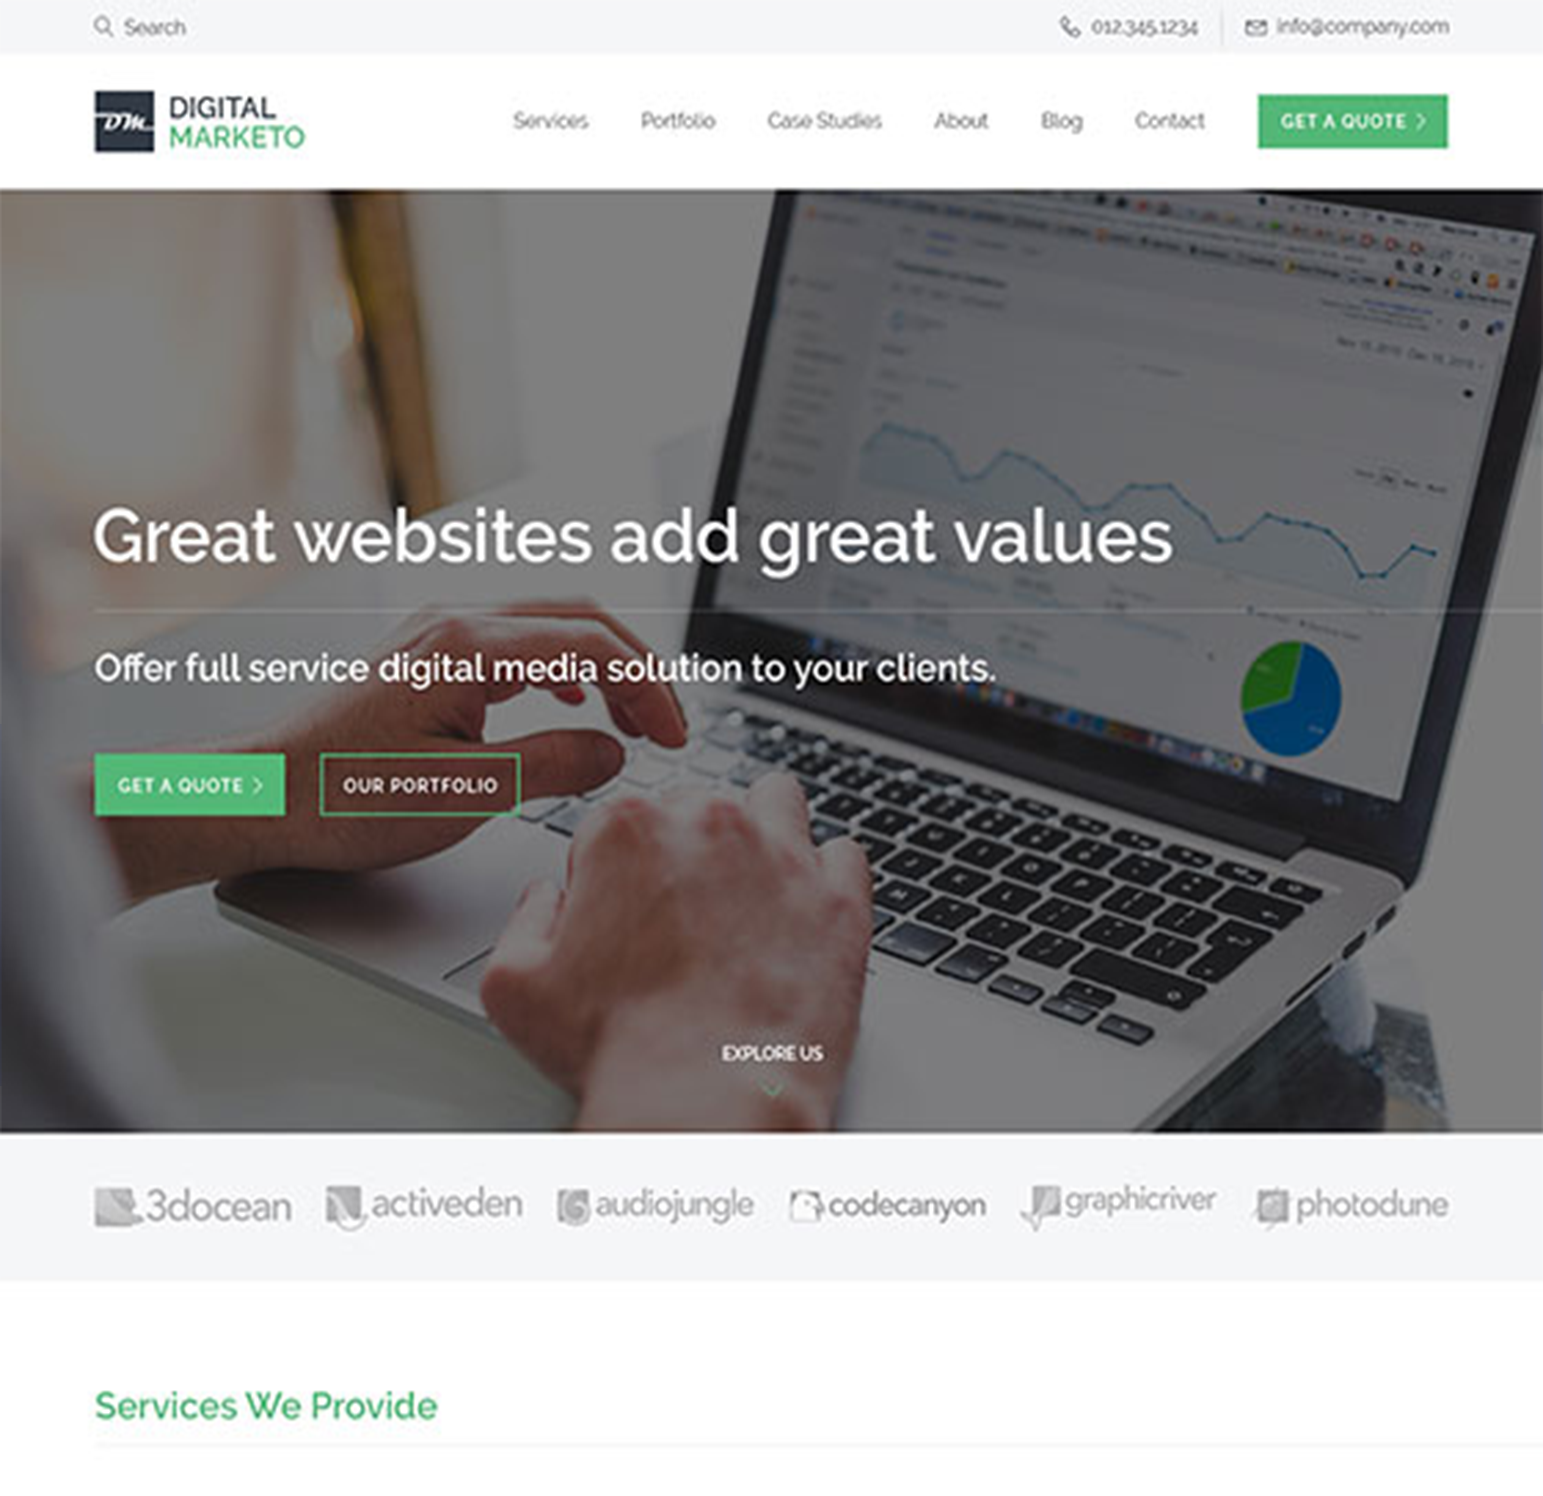 Search
012.345.1234
info@company.com
DM
DIGITAL
MARKETO
Services
Portfolio
Case Studies
About
Blog
Contact
GET A QUOTE
Great websites add great values
Offer full service digital media solution to your clients.
GET A QUOTE
OUR PORTFOLIO
EXPLORE US
3docean
activeden
audiojungle
codecanyon
graphicriver
photodune
Services We Provide